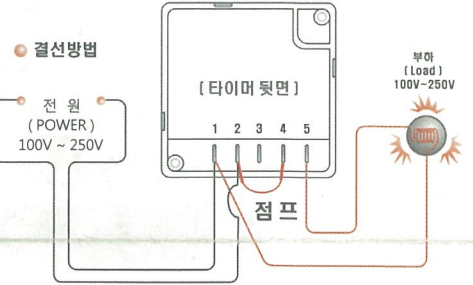 결선방법
전 원
(POWER)
100V ~ 250V
[ 타이머 뒷면 ]
1 2 3 4 5
점프
부하
(Load)
100V~250V